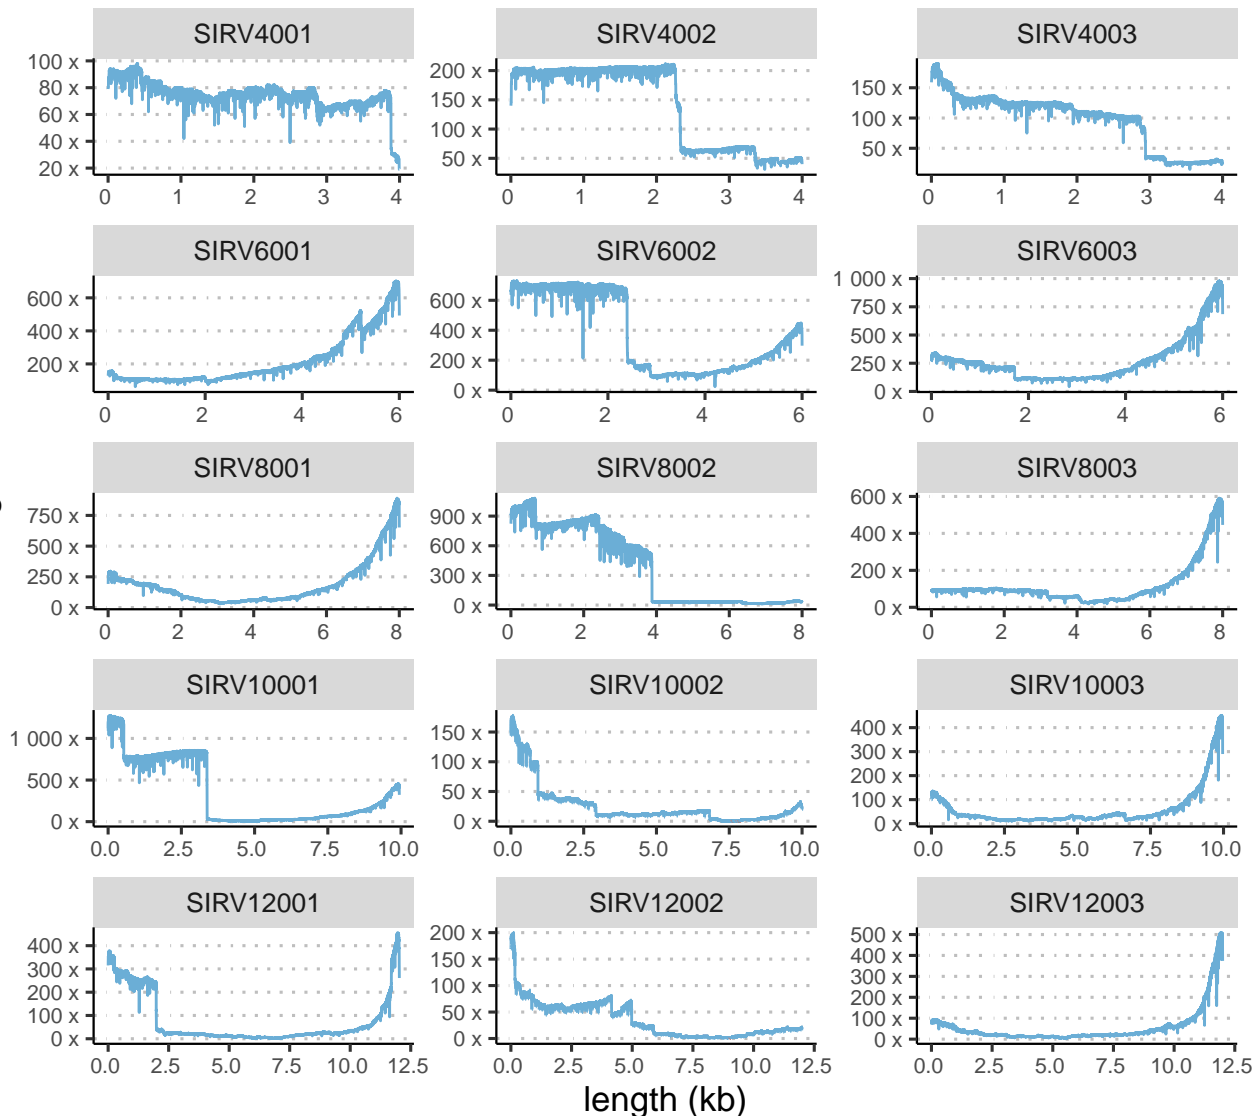 SIRV4001 SIRV4002 SIRV4003
100 x 80 x 60 x 40 x 20 x
200 x 150 x 100 x 50 x
150 x 100 x 50 x
0 1 2 3 4 0 1 2 3 4 0 1 2 3 4
SIRV6001 SIRV6002 SIRV6003
600 x 400 x 200 x
600 x 400 x 200 x 0 x
1 000 x 750 x 500 x 250 x 0 x
0 2 4 6 0 2 4 6 0 2 4 6
SIRV8001 SIRV8002 SIRV8003
750 x 500 x 250 x 0 x
900 x 600 x 300 x 0 x
600 x 400 x 200 x 0 x
0 2 4 6 8 0 2 4 6 8 0 2 4 6 8
SIRV10001 SIRV10002 SIRV10003
1 000 x 500 x 0 x
150 x 100 x 50 x 0 x
400 x 300 x 200 x 100 x 0 x
0.0 2.5 5.0 7.5 10.0 0.0 2.5 5.0 7.5 10.0 0.0 2.5 5.0 7.5 10.0
SIRV12001 SIRV12002 SIRV12003
400 x 300 x 200 x 100 x 0 x
200 x 150 x 100 x 50 x 0 x
500 x 400 x 300 x 200 x 100 x 0 x
0.0 2.5 5.0 7.5 10.0 12.5 0.0 2.5 5.0 7.5 10.0 12.5 0.0 2.5 5.0 7.5 10.0 12.5
length (kb)